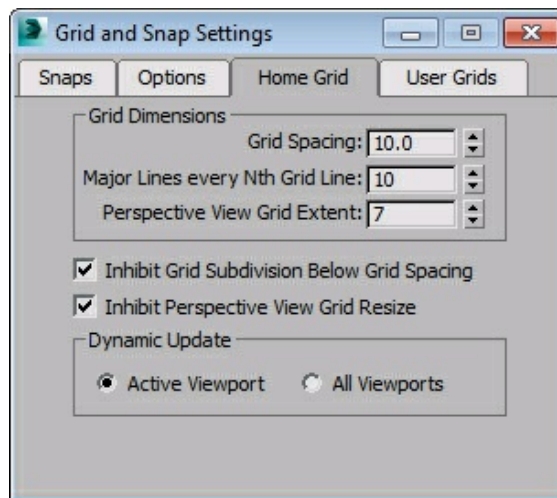 Grid and Snap Settings
Snaps Options Home Grid User Grids
Grid Dimensions
Grid Spacing: 10.0
Major Lines every Nth Grid Line: 10
Perspective View Grid Extent: 7
Inhibit Grid Subdivision Below Grid Spacing
Inhibit Perspective View Grid Resize
Dynamic Update
Active Viewport All Viewports